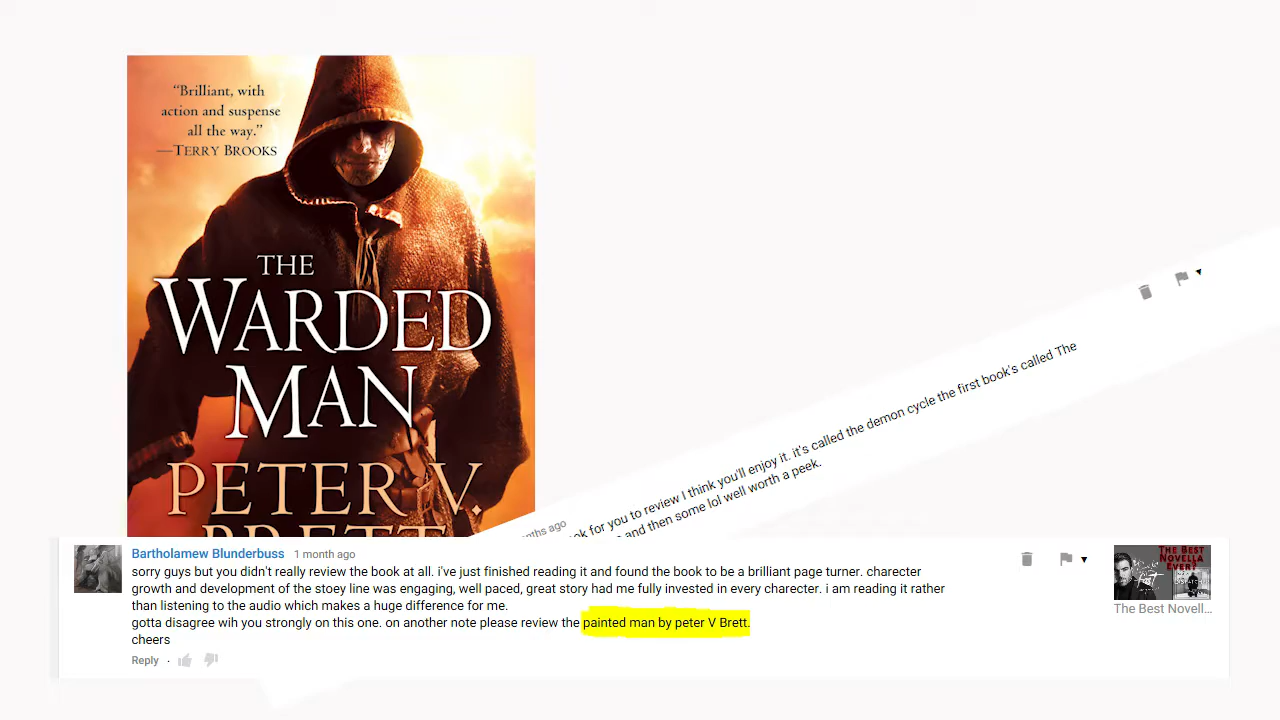 “Brilliant, with
action and suspense
all the way.”
—TERRY BROOKS
THE
WARDED
MAN
PETER V.
BRETT
for you to review I think you'll enjoy it. it's called the demon cycle the first book's called The
and then some lol well worth a peek.
ago
Bartholamew Blunderbuss 1 month ago
sorry guys but you didn't really review the book at all. i've just finished reading it and found the book to be a brilliant page turner. charecter
growth and development of the stoey line was engaging, well paced, great story had me fully invested in every charecter. i am reading it rather
than listening to the audio which makes a huge difference for me.
gotta disagree wih you strongly on this one. on another note please review the painted man by peter V Brett.
cheers
Reply
THE BEST
NOVELLA
EVER!
The Best Novell...